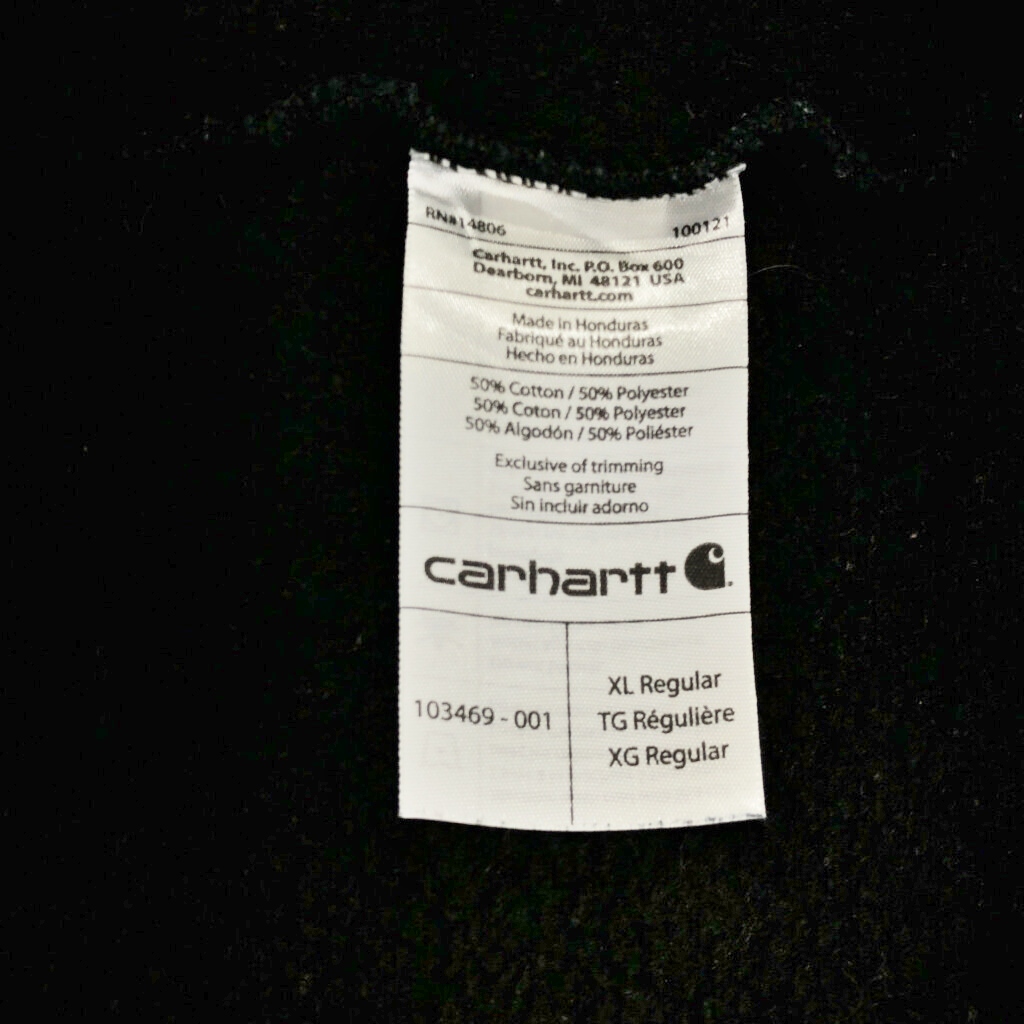 RN#14806 100121
Carhartt, Inc. P.O. Box 600
Dearborn, MI 48121 USA
carhartt.com
Made in Honduras
Fabriqué au Honduras
Hecho en Honduras
50% Cotton / 50% Polyester
50% Coton / 50% Polyester
50% Algodón / 50% Poliéster
Exclusive of trimming
Sans garniture
Sin incluir adorno
carhartt
103469 - 001
XL Regular
TG Régulière
XG Regular